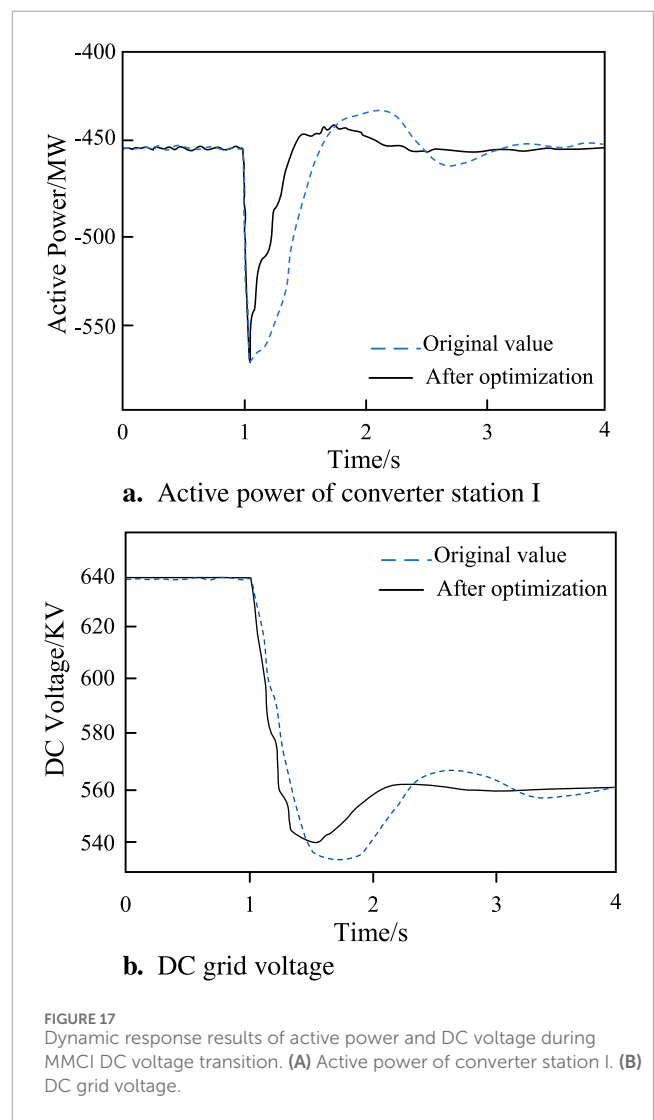 -400
-450
-500
-550
Active Power/MW
Original value
After optimization
0 1 2 3 4
Time/s
a. Active power of converter station I
640
620
600
580
560
540
DC Voltage/KV
Original value
After optimization
0 1 2 3 4
Time/s
b. DC grid voltage
FIGURE 17
Dynamic response results of active power and DC voltage during
MMCI DC voltage transition. (A) Active power of converter station I. (B)
DC grid voltage.